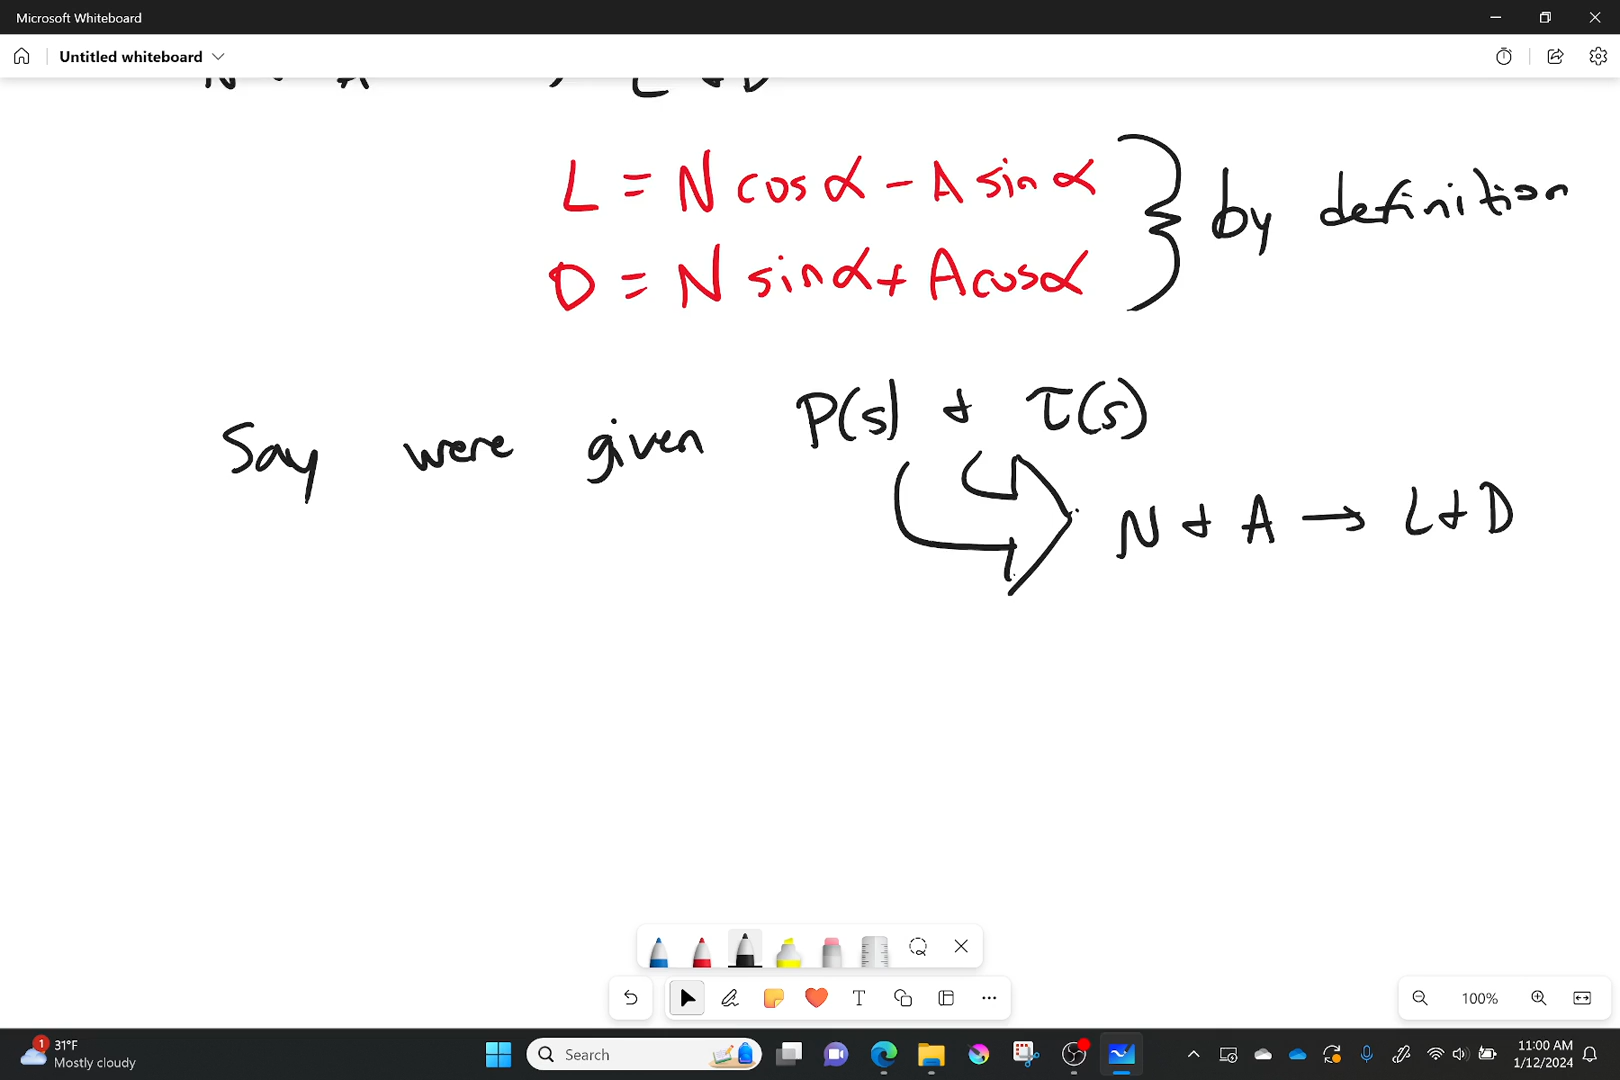 Microsoft Whiteboard
Untitled whiteboard
N & A → L & D
L = N cos α - A sin α
D = N sin α + A cos α
by definition
Say were given P(s) & τ(s)
N & A → L & D
100%
1
31°F
Mostly cloudy
Search
11:00 AM
1/12/2024